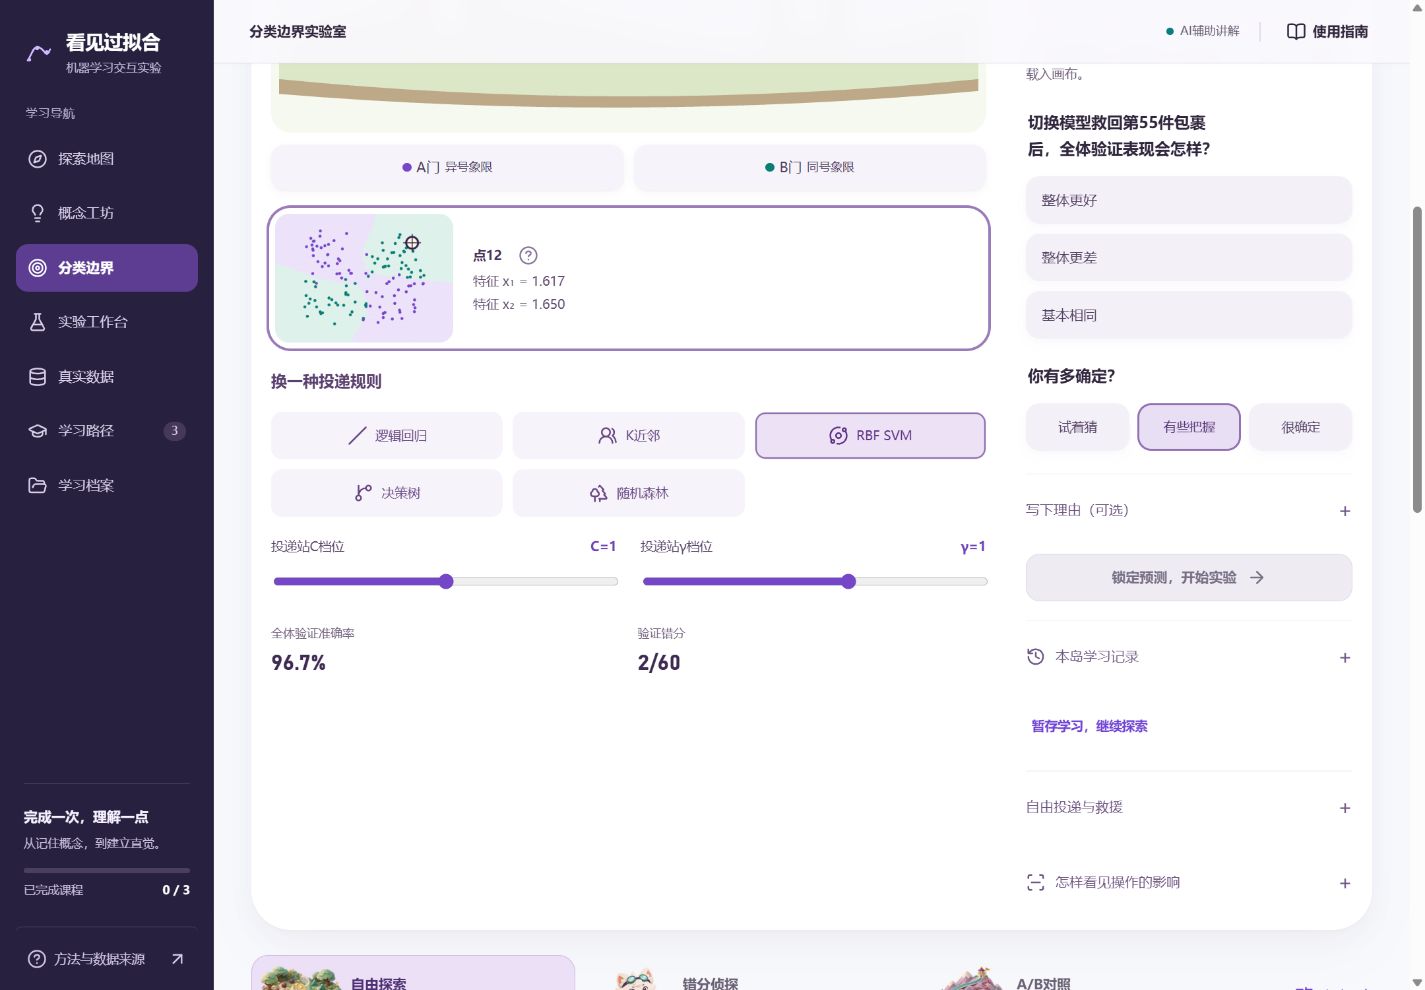 看见过拟合
机器学习交互实验
学习导航
探索地图
概念工坊
分类边界
实验工作台
真实数据
学习路径
3
学习档案
完成一次，理解一点
从记住概念，到建立直觉。
已完成课程
0 / 3
方法与数据来源
分类边界实验室
AI辅助讲解
使用指南
A门 异号象限
B门 同号象限
点12
特征 x₁ = 1.617
特征 x₂ = 1.650
换一种投递规则
逻辑回归
K近邻
RBF SVM
决策树
随机森林
投递站C档位
C=1
投递站γ档位
γ=1
全体验证准确率
96.7%
验证错分
2/60
载入画布。
切换模型救回第55件包裹
后，全体验证表现会怎样？
整体更好
整体更差
基本相同
你有多确定？
试着猜
有些把握
很确定
写下理由（可选）
锁定预测，开始实验
本岛学习记录
暂存学习，继续探索
自由投递与救援
怎样看见操作的影响
自由探索
错分侦探
A/B对照